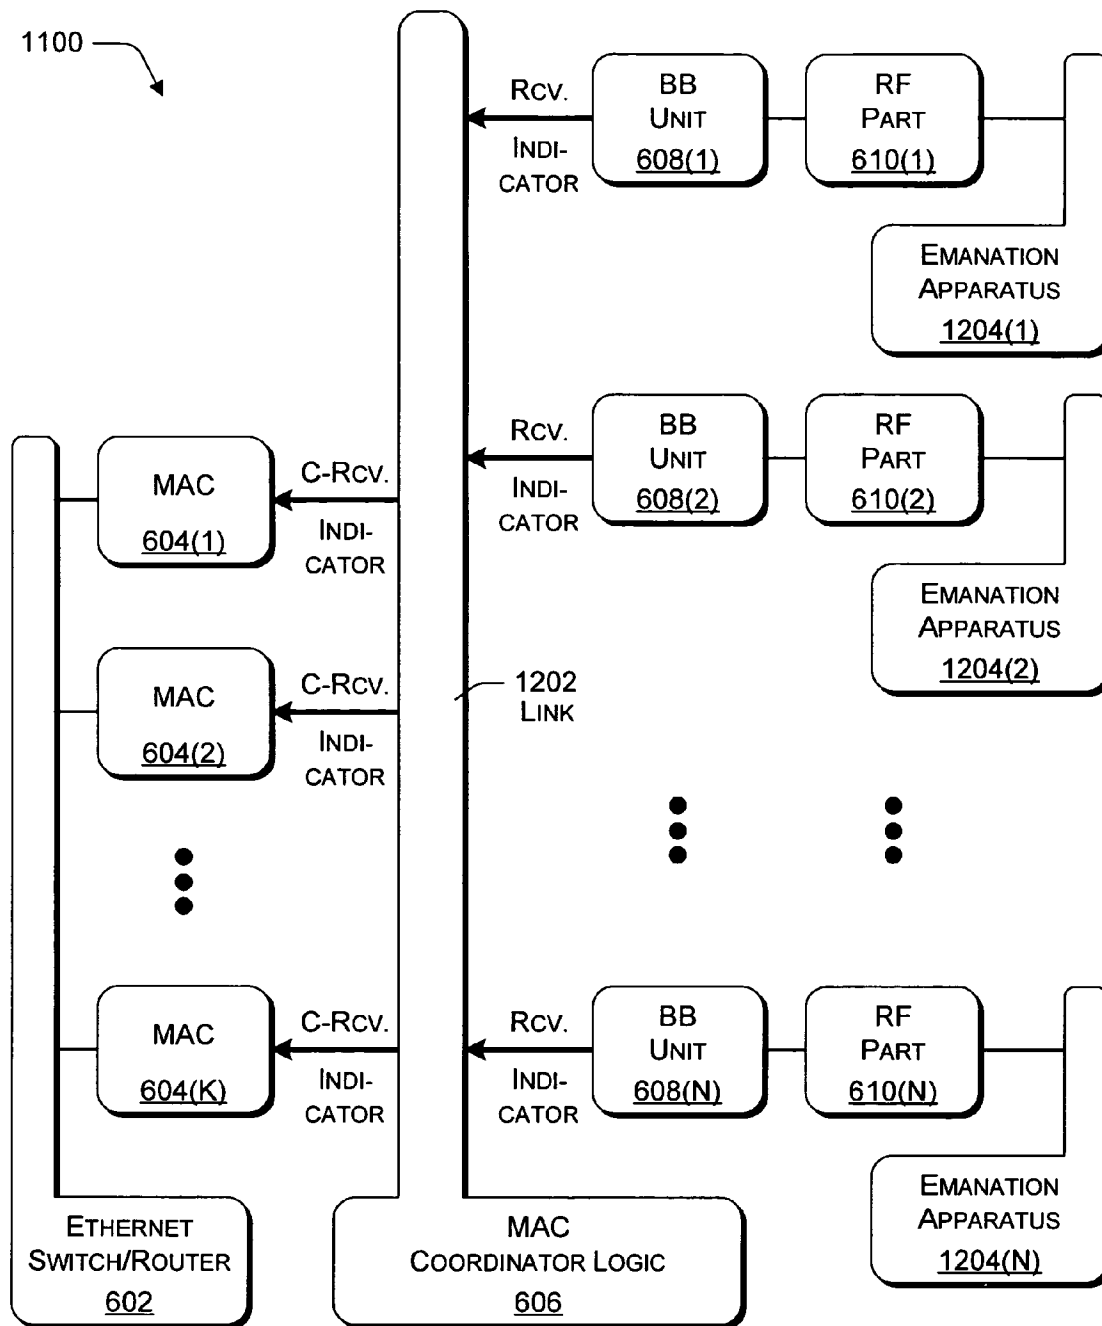 1100
RCV.
INDI-
CATOR
BB
UNIT
608(1)
RF
PART
610(1)
EMANATION
APPARATUS
1204(1)
RCV.
INDI-
CATOR
BB
UNIT
608(2)
RF
PART
610(2)
EMANATION
APPARATUS
1204(2)
MAC
604(1)
C-RCV.
INDI-
CATOR
MAC
604(2)
C-RCV.
INDI-
CATOR
1202
LINK
MAC
604(K)
C-RCV.
INDI-
CATOR
RCV.
INDI-
CATOR
BB
UNIT
608(N)
RF
PART
610(N)
EMANATION
APPARATUS
1204(N)
ETHERNET
SWITCH/ROUTER
602
MAC
COORDINATOR LOGIC
606